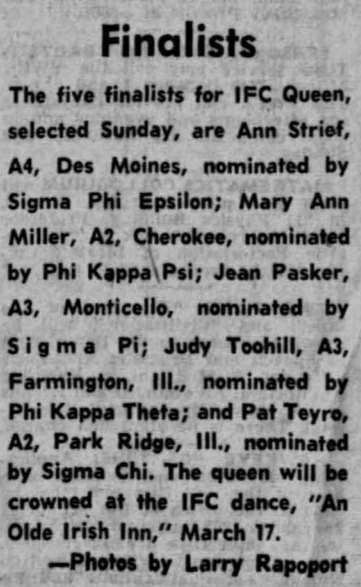 Finalists
The five finalists for IFC Queen,
selected Sunday, are Ann Strief,
A4, Des Moines, nominated by
Sigma Phi Epsilon; Mary Ann
Miller, A2, Cherokee, nominated
by Phi Kappa Psi; Jean Pasker,
A3, Monticello, nominated by
Sigma Pi; Judy Toohill, A3,
Farmington, Ill., nominated by
Phi Kappa Theta; and Pat Teyro,
A2, Park Ridge, Ill., nominated
by Sigma Chi. The queen will be
crowned at the IFC dance, "An
Olde Irish Inn," March 17.
—Photos by Larry Rapoport